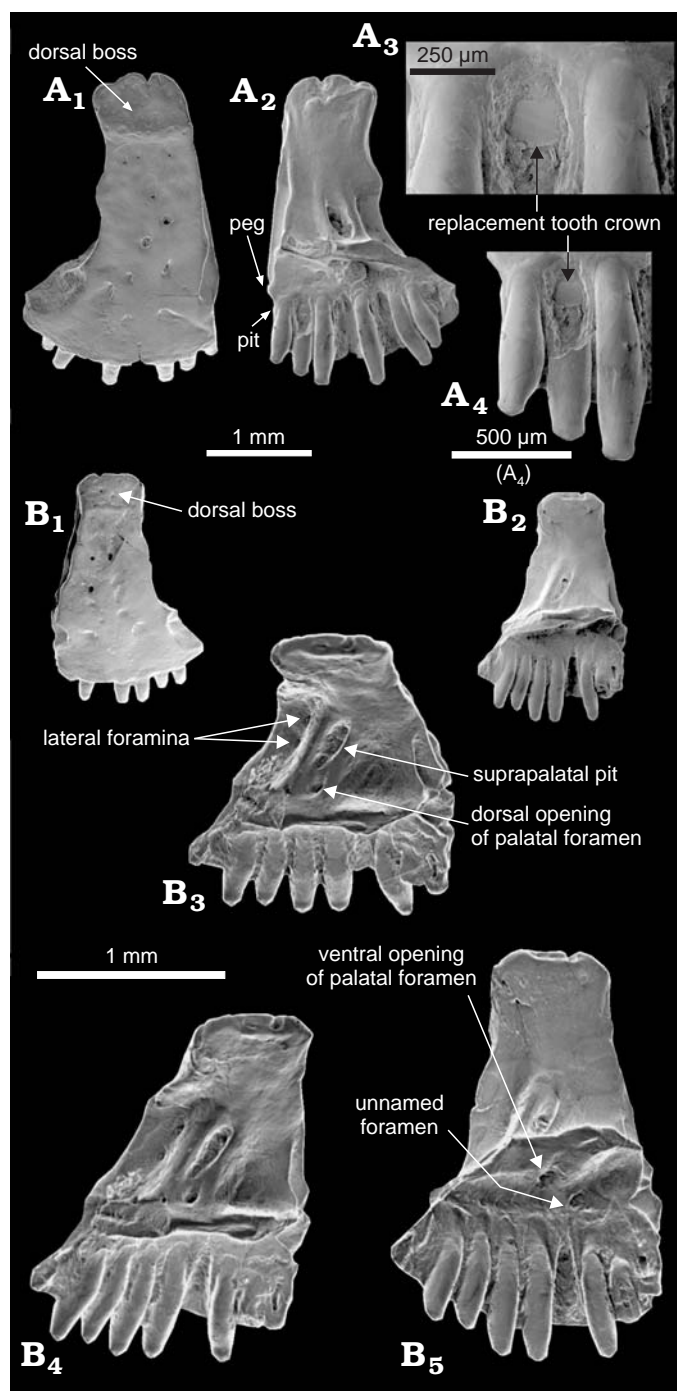 dorsal boss
A1
A2
A3
250 µm
replacement tooth crown
peg
pit
A4
1 mm
500 µm
(A4)
B1
dorsal boss
B2
lateral foramina
suprapalatal pit
dorsal opening
of palatal foramen
B3
1 mm
ventral opening
of palatal foramen
unnamed
foramen
B4
B5